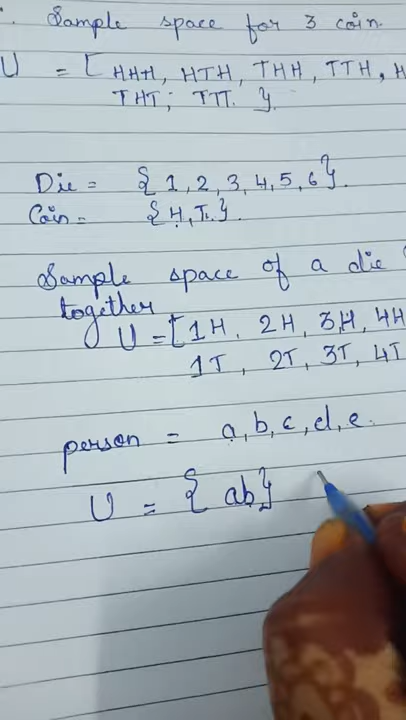 Sample space for 3 coin.
U = [ HHH, HTH, THH, TTH, H
THT; TTT. }.
Die = { 1, 2, 3, 4, 5, 6 }.
Coin = { H, T. }.
Sample space of a die
together
U = [ 1H, 2H, 3H, 4H
1T, 2T, 3T, 4T
person = a, b, c, d, e.
U = { ab }